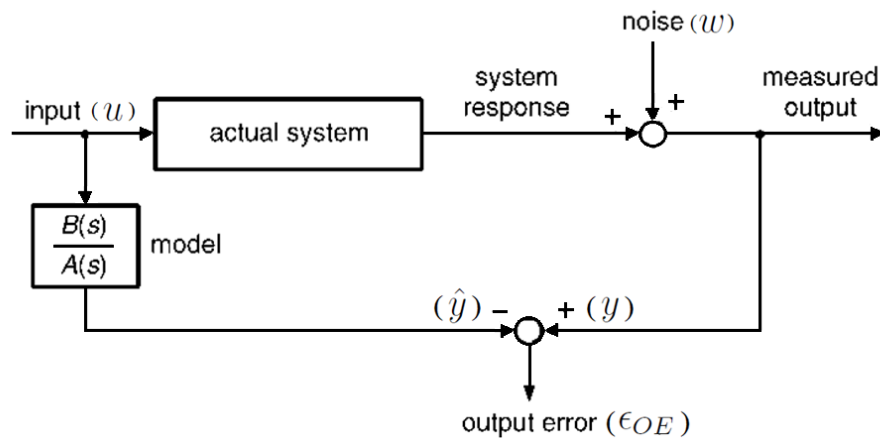 noise (w)
system
response
measured
output
input (u)
actual system
+
+
B(s)
A(s)
model
(ŷ) − + (y)
output error (ϵ_OE)